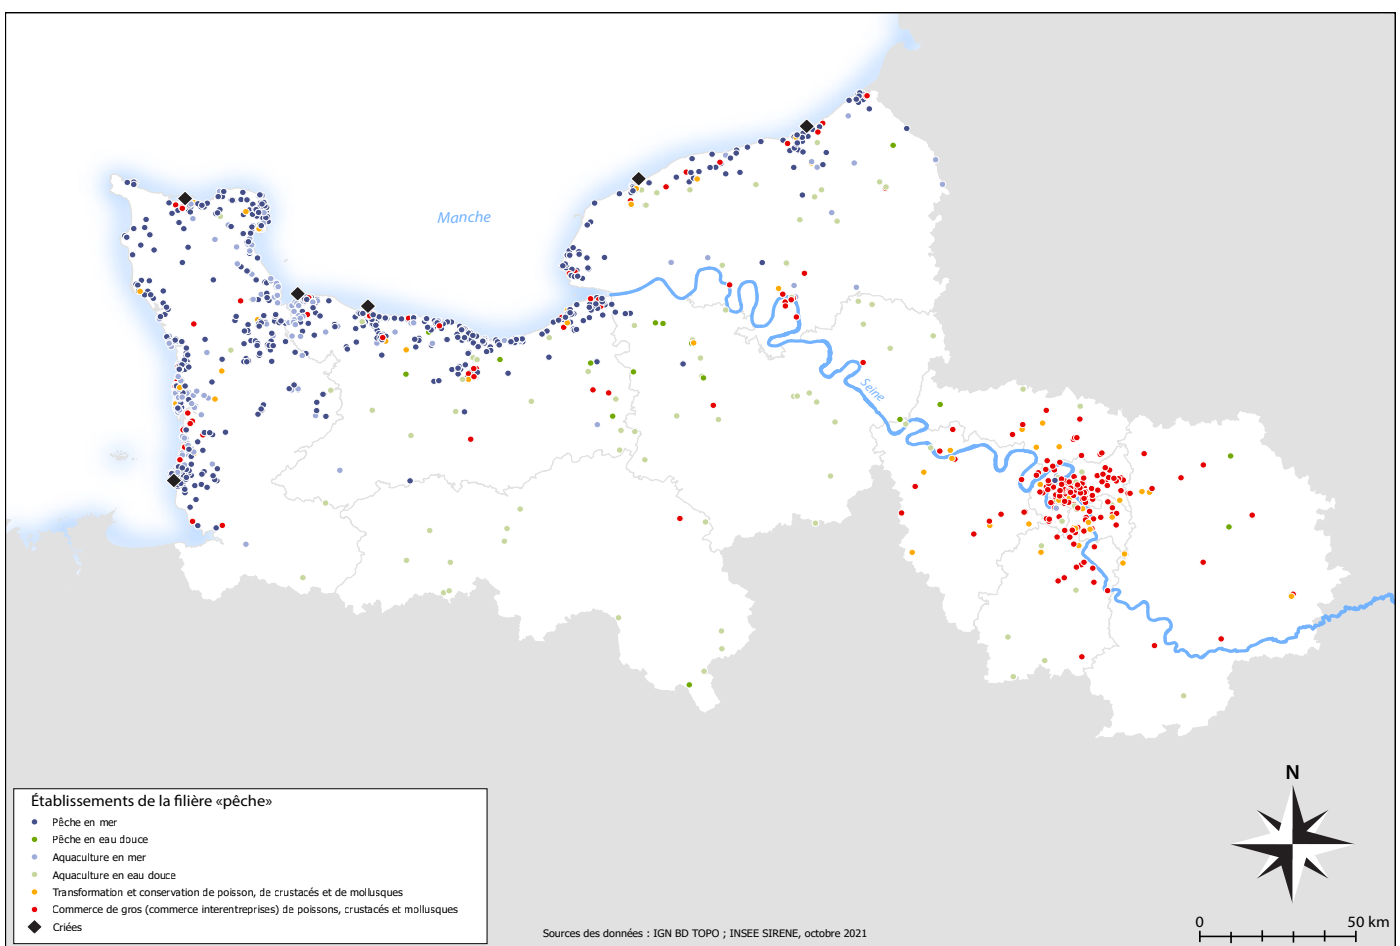 Manche
Seine
Établissements de la filière «pêche»
Pêche en mer
Pêche en eau douce
Aquaculture en mer
Aquaculture en eau douce
Transformation et conservation de poisson, de crustacés et de mollusques
Commerce de gros (commerce interentreprises) de poissons, crustacés et mollusques
Criées
Sources des données : IGN BD TOPO ; INSEE SIRENE, octobre 2021
N
0 50 km